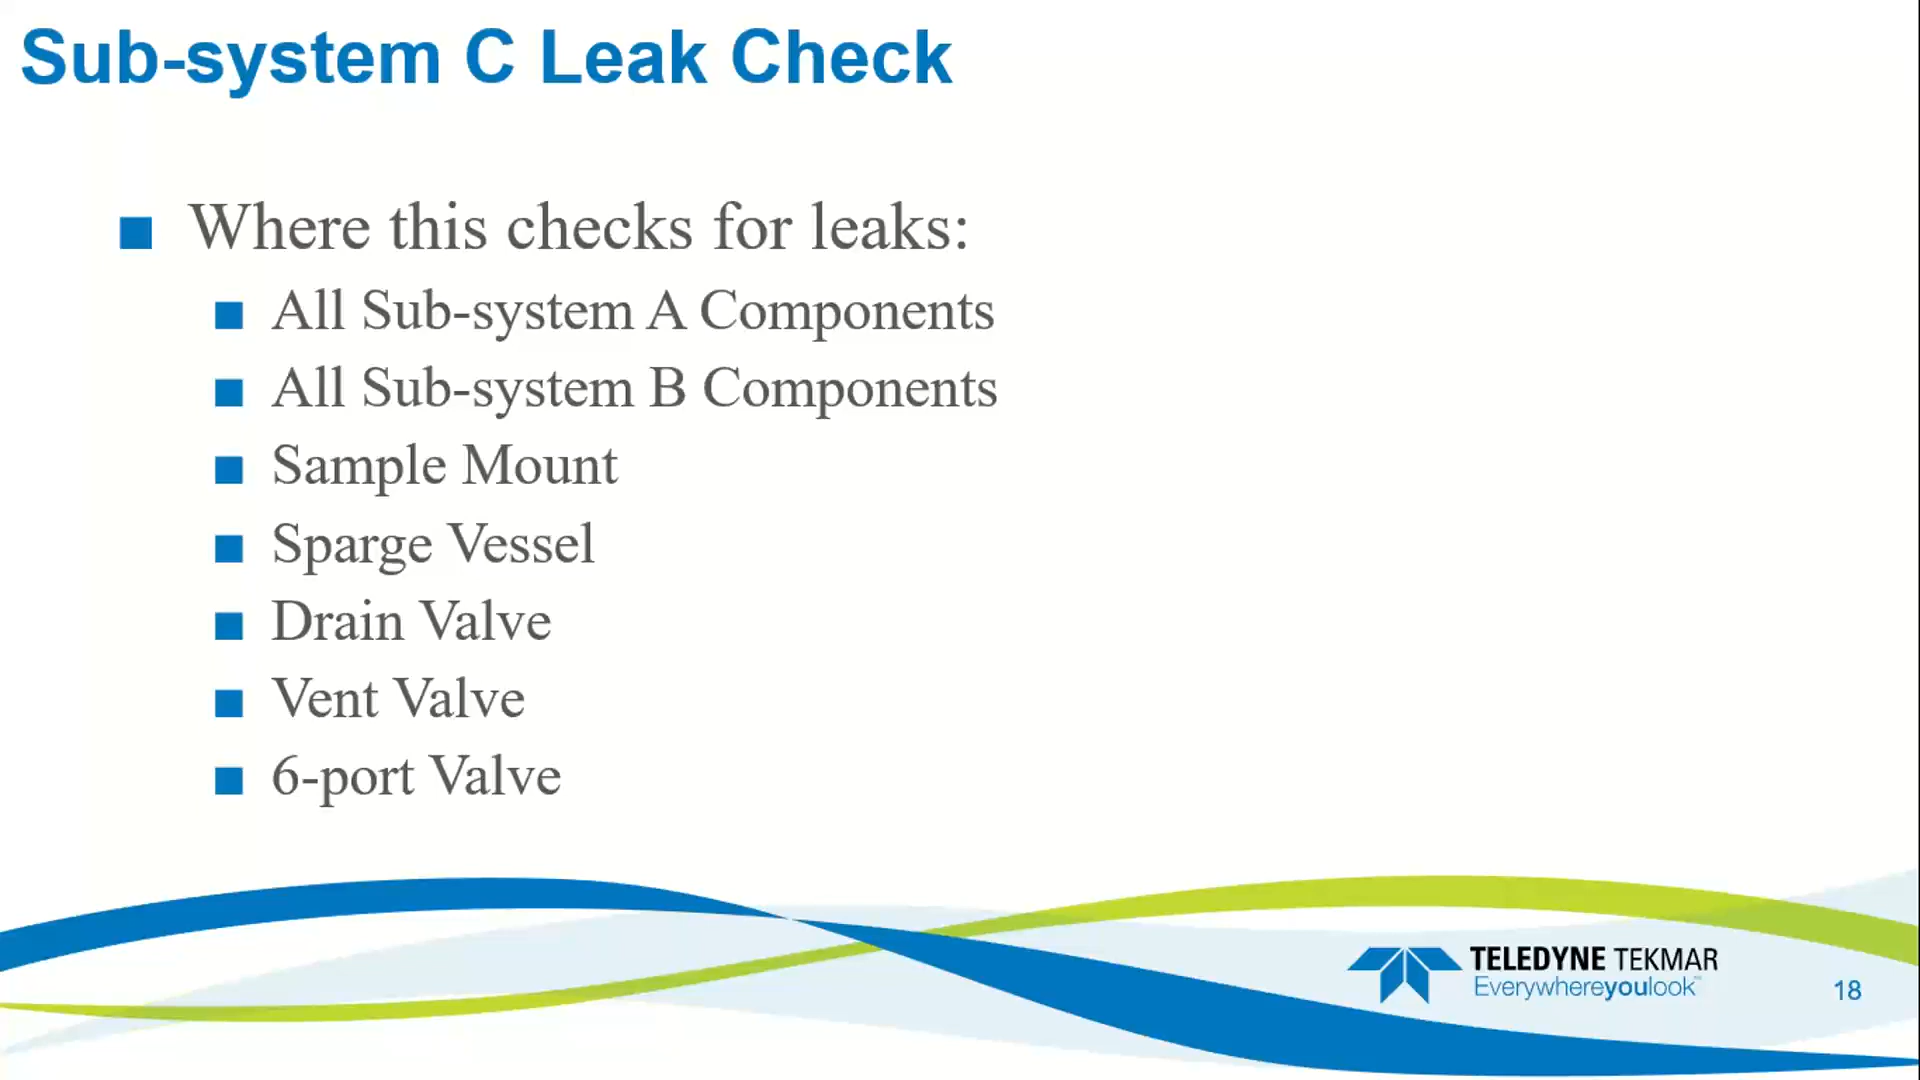 Sub-system C Leak Check
Where this checks for leaks:
All Sub-system A Components
All Sub-system B Components
Sample Mount
Sparge Vessel
Drain Valve
Vent Valve
6-port Valve
TELEDYNE TEKMAR
Everywhereyoulook™
18